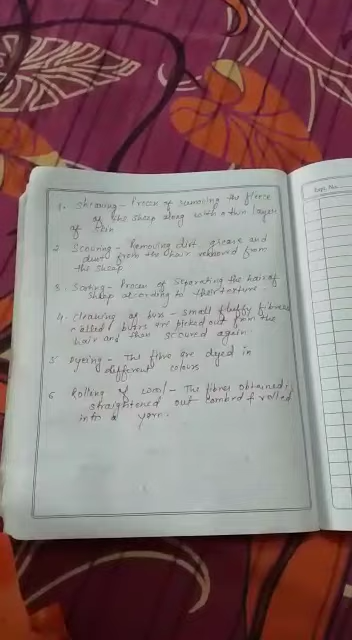 1. Shearing - Process of removing the fleece
of the sheep along with a thin layer
of skin
2. Scouring - Removing dirt, grease and
dust from the hair removed from
the sheap
3. Sorting - Process of separating the hair of
sheep according to their texture.
4. Cleaning of burs - small fluffy fibres
called burrs are picked out from the
hair and then scoured again.
5. Dyeing - The fibre are dyed in
different colours
6. Rolling of wool - The fibres obtained
straightened out combed & rolled
into a yarn.
Expt. No.